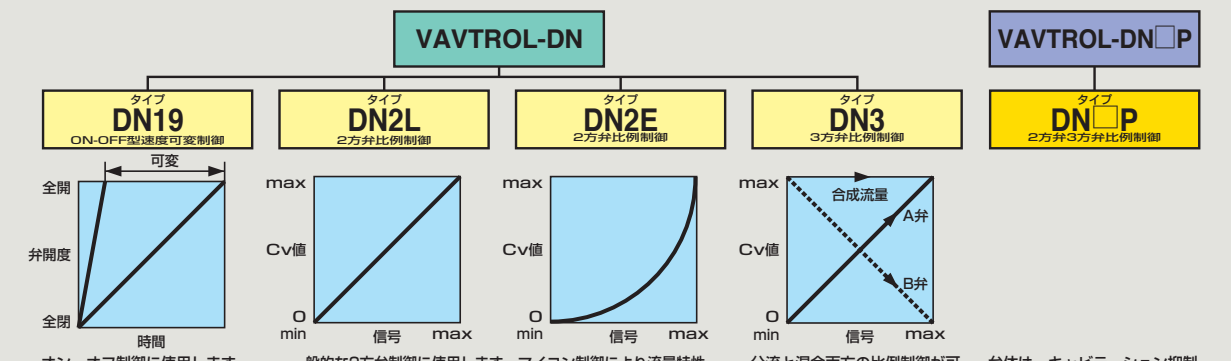 VAVTROL-DN
VAVTROL-DN□P
タイプ
DN19
ON-OFF型速度可変制御
タイプ
DN2L
2方弁比例制御
タイプ
DN2E
2方弁比例制御
タイプ
DN3
3方弁比例制御
タイプ
DN□P
2方弁3方弁比例制御
可変
全開
弁開度
全閉
時間
max
Cv値
0
min
信号
max
max
Cv値
0
min
信号
max
max
Cv値
0
min
信号
max
合成流量
A弁
B弁